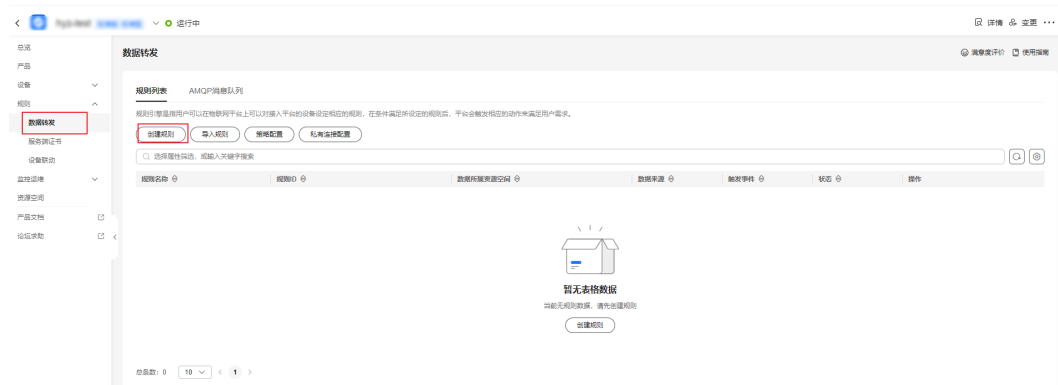 运行中
详情 变更
总览
产品
设备
规则
数据转发
服务端证书
设备联动
监控运维
资源空间
产品文档
论坛求助
数据转发
满意度评价 使用指南
规则列表 AMQP消息队列
规则引擎是指用户可以在物联网平台上可以对接入平台的设备设定相应的规则，在条件满足所设定的规则后，平台会触发相应的动作来满足用户需求。
创建规则 导入规则 策略配置 私有连接配置
选择属性筛选，或输入关键字搜索
规则名称 规则ID 数据所属资源空间 数据来源 触发事件 状态 操作
暂无表格数据
当前无规则数据，请先创建规则
创建规则
总条数：0 10 1